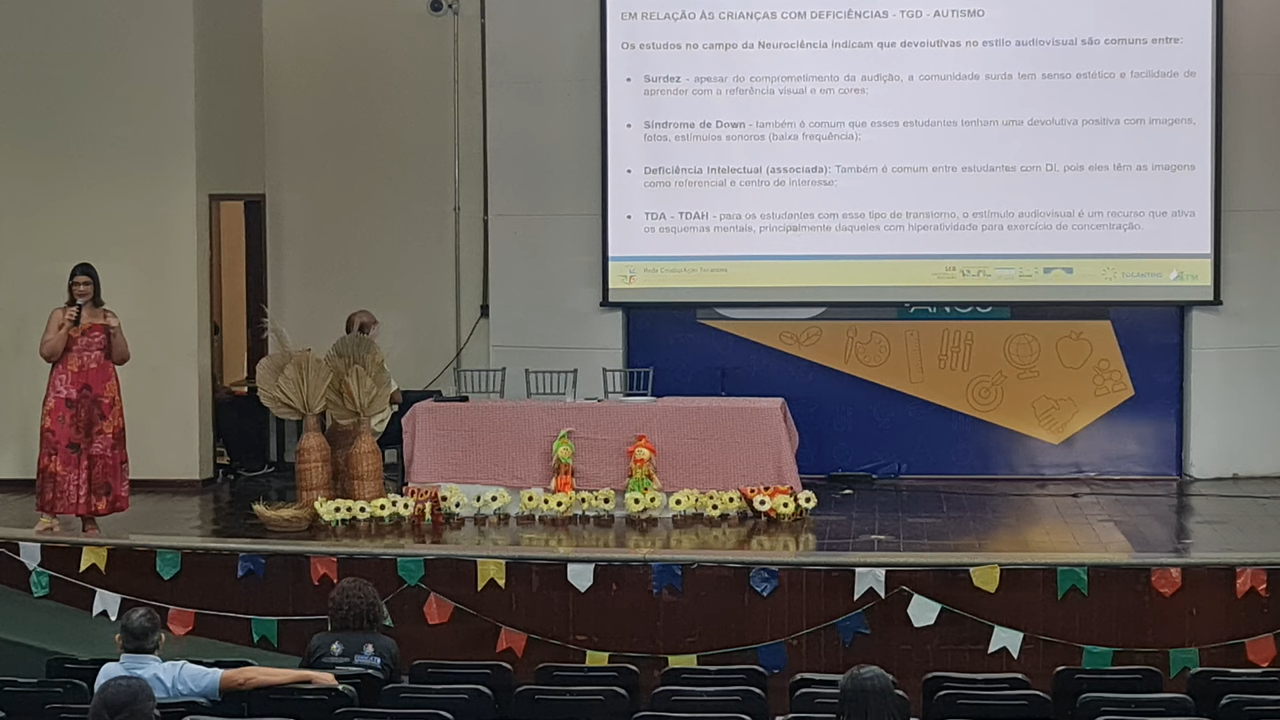 EM RELAÇÃO ÀS CRIANÇAS COM DEFICIÊNCIAS - TGD - AUTISMO
Os estudos no campo da Neurociência indicam que devolutivas no estilo audiovisual são comuns entre:
• Surdez - apesar do comprometimento da audição, a comunidade surda tem senso estético e facilidade de
aprender com a referência visual e em cores;
• Síndrome de Down - também é comum que esses estudantes tenham uma devolutiva positiva com imagens,
fotos, estímulos sonoros (baixa frequência);
• Deficiência Intelectual (associada): Também é comum entre estudantes com DI, pois eles têm as imagens
como referencial e centro de interesse;
• TDA - TDAH - para os estudantes com esse tipo de transtorno, o estímulo audiovisual é um recurso que ativa
os esquemas mentais, principalmente daqueles com hiperatividade para exercício de concentração.
TOCANTINS
ANOS